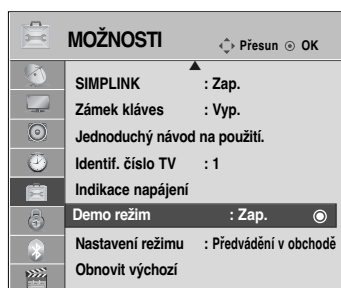 MOŽNOSTI Přesun OK
SIMPLINK : Zap.
Zámek kláves : Vyp.
Jednoduchý návod na použití.
Identif. číslo TV : 1
Indikace napájení
Demo režim : Zap.
Nastavení režimu : Předvádění v obchodě
Obnovit výchozí